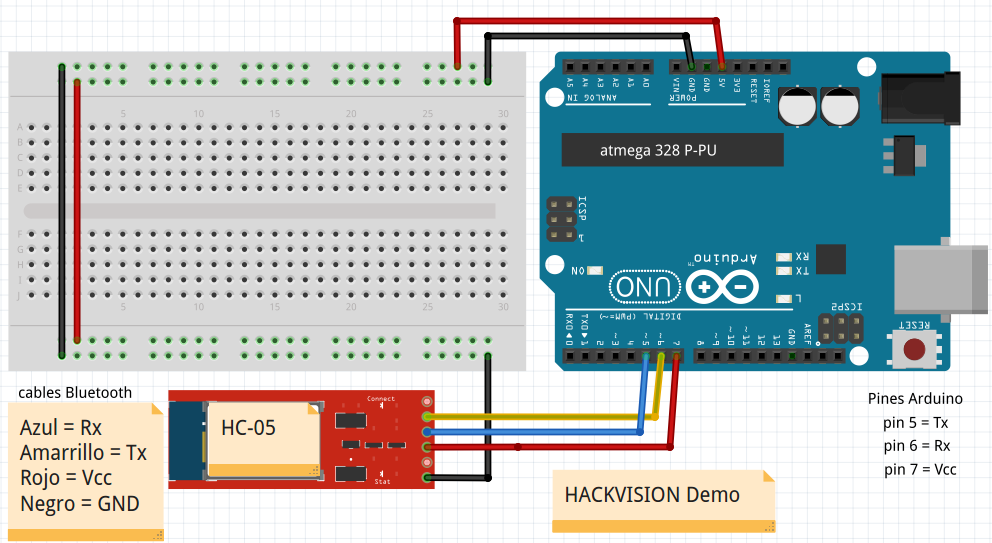 5 10 15 20 25 30
A
B
C
D
E
F
G
H
I
J
5 10 15 20 25 30
A5 A4 A3 A2 A1 A0
ANALOG IN
VIN GND GND 5V 3V3 RESET IOREF
POWER
atmega 328 P-PU
ICSP
1
ON
UNO
Arduino
TM
RX
TX
L
ICSP2
RESET
DIGITAL (PWM=~)
RX0 0 TX0 1 2 ~3 4 ~5 ~6 7 8 ~9 ~10 ~11 12 13 GND AREF
cables Bluetooth
Azul = Rx
Amarrillo = Tx
Rojo = Vcc
Negro = GND
HC-05
Connect
Stat
HACKVISION Demo
Pines Arduino
pin 5 = Tx
pin 6 = Rx
pin 7 = Vcc